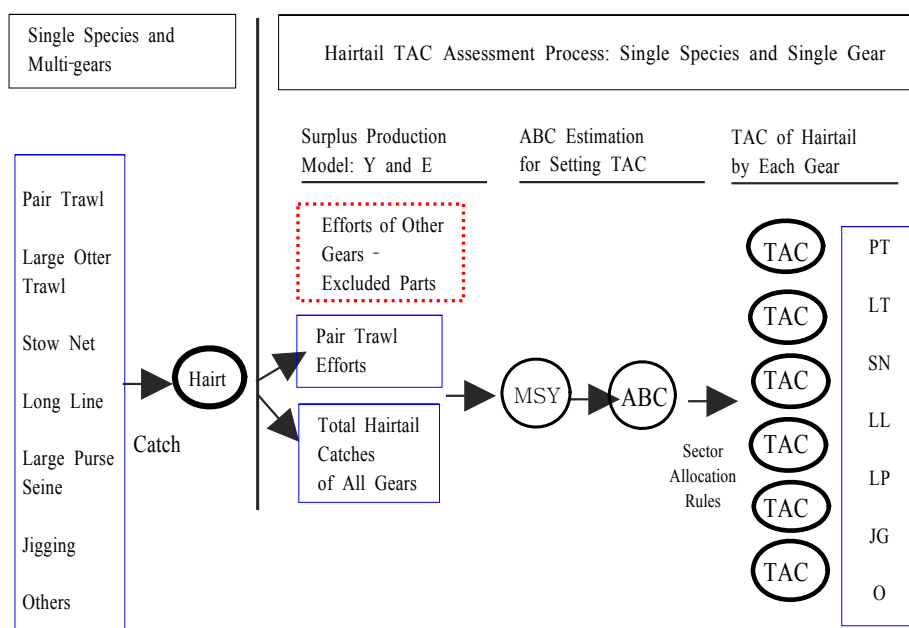 Single Species and
Multi-gears
Hairtail TAC Assessment Process: Single Species and Single Gear
Surplus Production
Model: Y and E
ABC Estimation
for Setting TAC
TAC of Hairtail
by Each Gear
Pair Trawl
Large Otter
Trawl
Stow Net
Long Line
Large Purse
Seine
Jigging
Others
Catch
Hairt
Efforts of Other
Gears -
Excluded Parts
Pair Trawl
Efforts
Total Hairtail
Catches
of All Gears
MSY
ABC
Sector
Allocation
Rules
TAC
TAC
TAC
TAC
TAC
TAC
PT
LT
SN
LL
LP
JG
O